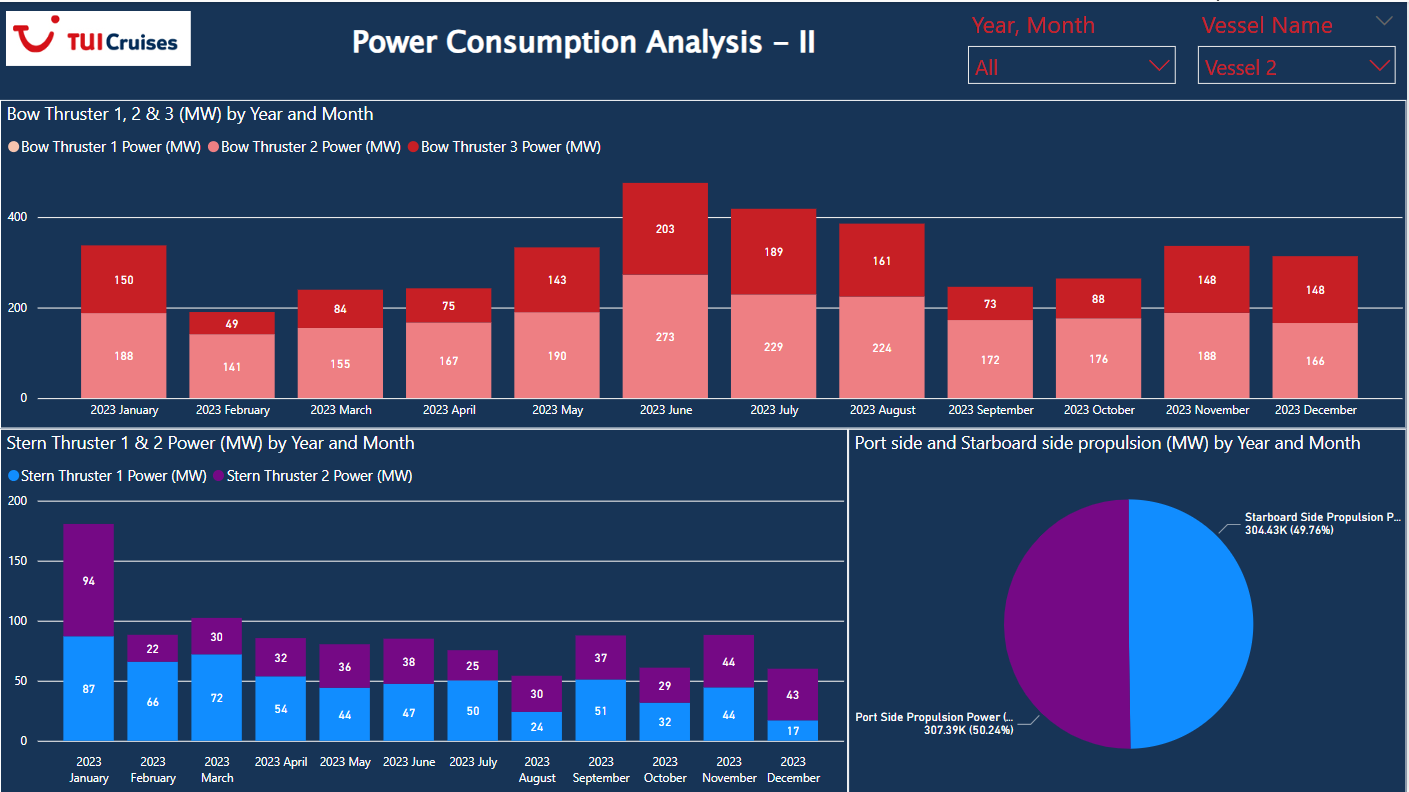 TUI Cruises
Power Consumption Analysis – II
Year, Month
All
Vessel Name
Vessel 2
Bow Thruster 1, 2 & 3 (MW) by Year and Month
Bow Thruster 1 Power (MW) Bow Thruster 2 Power (MW) Bow Thruster 3 Power (MW)
400
200
0
150 49 84 75 143 203 189 161 73 88 148 148
188 141 155 167 190 273 229 224 172 176 188 166
2023 January 2023 February 2023 March 2023 April 2023 May 2023 June 2023 July 2023 August 2023 September 2023 October 2023 November 2023 December
Stern Thruster 1 & 2 Power (MW) by Year and Month
Stern Thruster 1 Power (MW) Stern Thruster 2 Power (MW)
200
150
100
50
0
94 22 30 32 36 38 25 30 37 29 44 43
87 66 72 54 44 47 50 24 51 32 44 17
2023 2023 2023 2023 April 2023 May 2023 June 2023 July 2023 2023 2023 2023 2023
January February March August September October November December
Port side and Starboard side propulsion (MW) by Year and Month
Starboard Side Propulsion P...
304.43K (49.76%)
Port Side Propulsion Power (...
307.39K (50.24%)